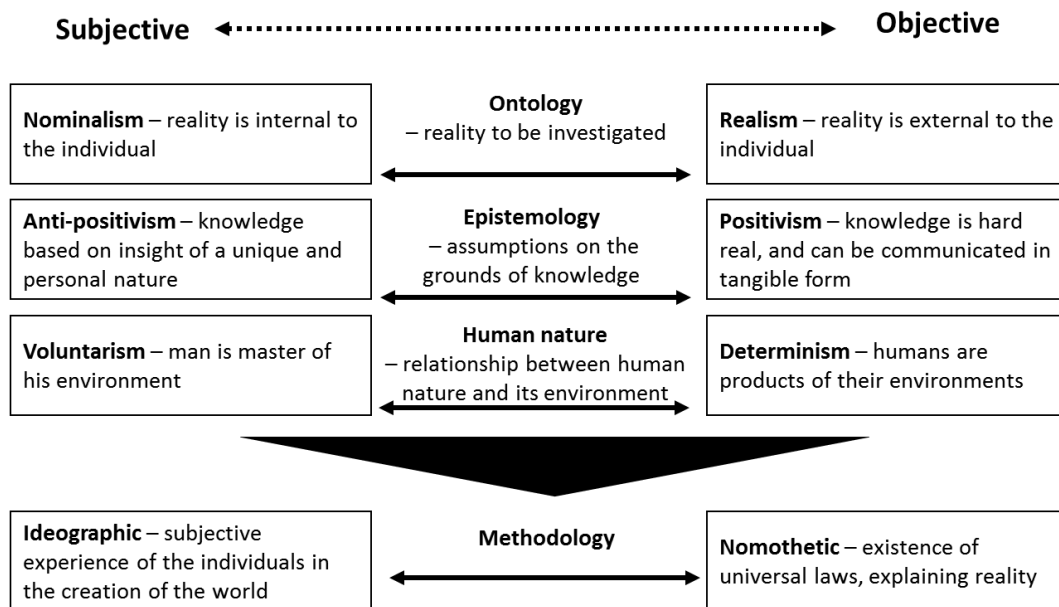 Subjective
Objective
Nominalism – reality is internal to
the individual
Ontology
– reality to be investigated
Realism – reality is external to the
individual
Anti-positivism – knowledge
based on insight of a unique and
personal nature
Epistemology
– assumptions on the
grounds of knowledge
Positivism – knowledge is hard
real, and can be communicated in
tangible form
Voluntarism – man is master of
his environment
Human nature
– relationship between human
nature and its environment
Determinism – humans are
products of their environments
Ideographic – subjective
experience of the individuals in
the creation of the world
Methodology
Nomothetic – existence of
universal laws, explaining reality